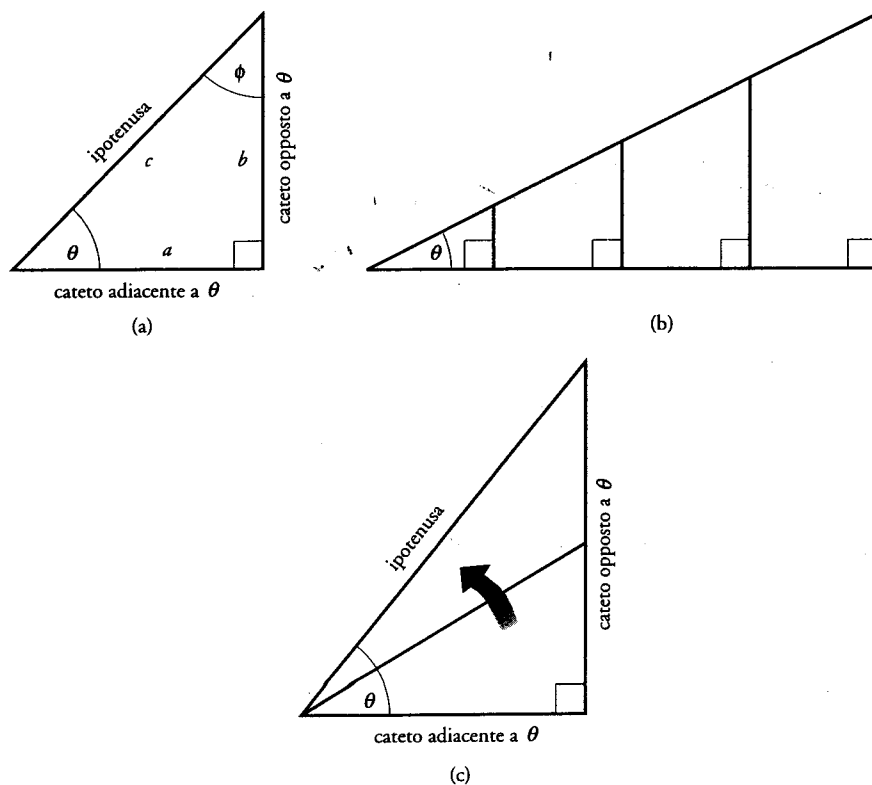 ϕ
ipotenusa
c
b
cateto opposto a θ
θ
a
cateto adiacente a θ
(a)
θ
(b)
ipotenusa
cateto opposto a θ
θ
cateto adiacente a θ
(c)